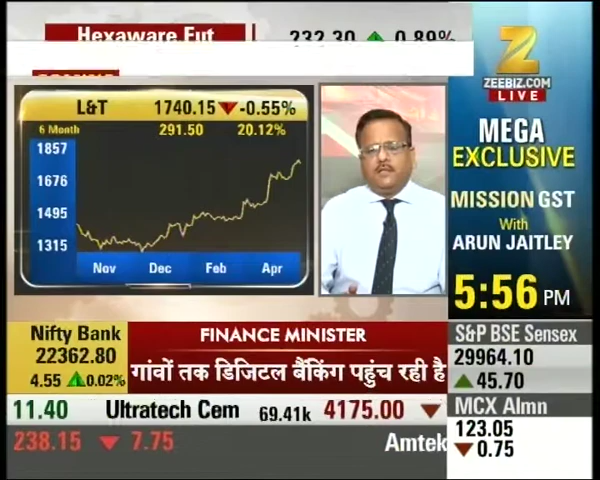 Hexaware Fut
232.30 0.89%
Z
ZEEBIZ.COM
LIVE
L&T 1740.15 -0.55%
6 Month 291.50 20.12%
1857
1676
1495
1315
Nov Dec Feb Apr
MEGA
EXCLUSIVE
MISSION GST
With
ARUN JAITLEY
5:56 PM
Nifty Bank
22362.80
4.55 0.02%
FINANCE MINISTER
गांवों तक डिजिटल बैंकिंग पहुंच रही है
S&P BSE Sensex
29964.10
45.70
11.40 Ultratech Cem 69.41k 4175.00
MCX Almn
123.05
0.75
238.15 7.75 Amtek